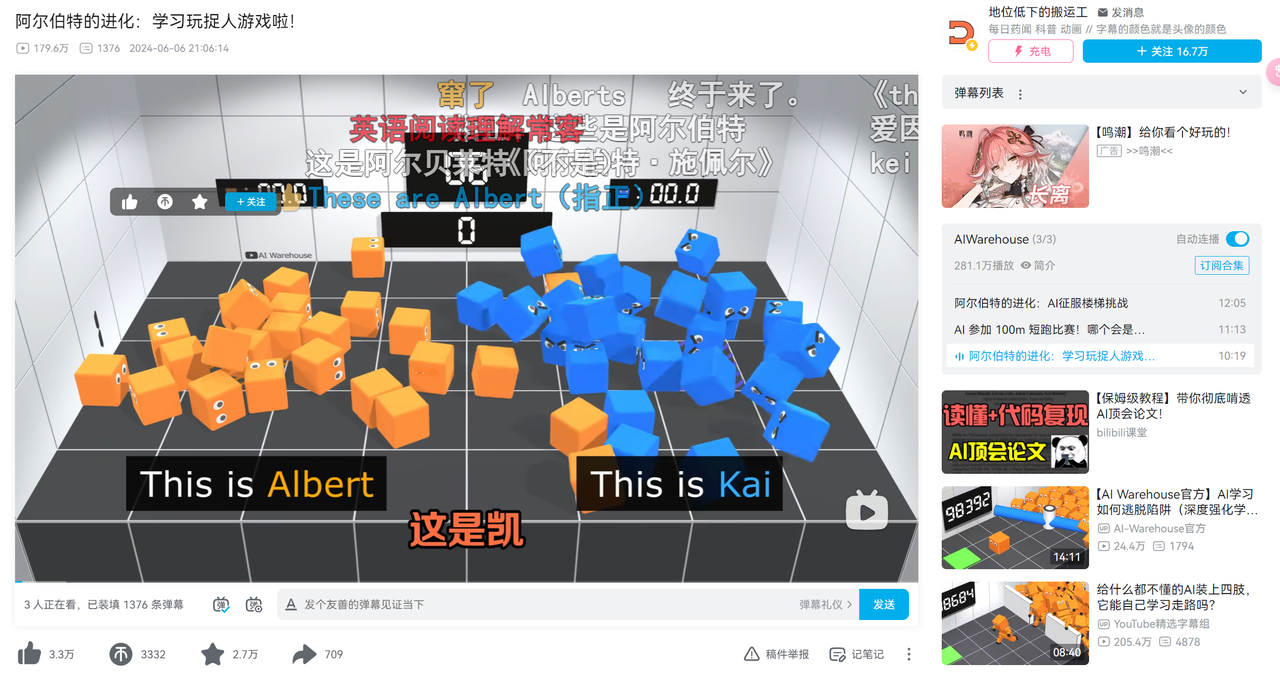 阿尔伯特的进化：学习玩捉人游戏啦！
179.6万 1376 2024-06-06 21:06:14
窜了 Alberts 终于来了。 《th
英语阅读理解常客 些是阿尔伯特 爱因
这是阿尔贝 特·施佩尔》 kei
These are Albert（指正） 00.0
+关注
0
AI Warehouse
This is Albert
This is Kai
这是凯
3 人正在看，已装填 1376 条弹幕
发个友善的弹幕见证当下
弹幕礼仪 >
发送
3.3万 3332 2.7万 709
稿件举报 记笔记
地位低下的搬运工 发消息
每日药闻 科普 动画 // 字幕的颜色就是头像的颜色
充电
+ 关注 16.7万
弹幕列表
鸣潮
长离
【鸣潮】给你看个好玩的！
广告 >>鸣潮<<
AIWarehouse (3/3) 自动连播
281.1万播放 简介 订阅合集
阿尔伯特的进化：AI征服楼梯挑战 12:05
AI 参加 100m 短跑比赛！哪个会是... 11:13
阿尔伯特的进化：学习玩捉人游戏... 10:19
读懂+代码复现
AI顶会论文
【保姆级教程】带你彻底啃透
AI顶会论文！
bilibili课堂
98392
14:11
【AI Warehouse官方】AI学习
如何逃脱陷阱（深度强化学...
UP AI-Warehouse官方
24.4万 1794
8684
08:40
给什么都不懂的AI装上四肢，
它能自己学习走路吗？
UP YouTube精选字幕组
205.4万 4878